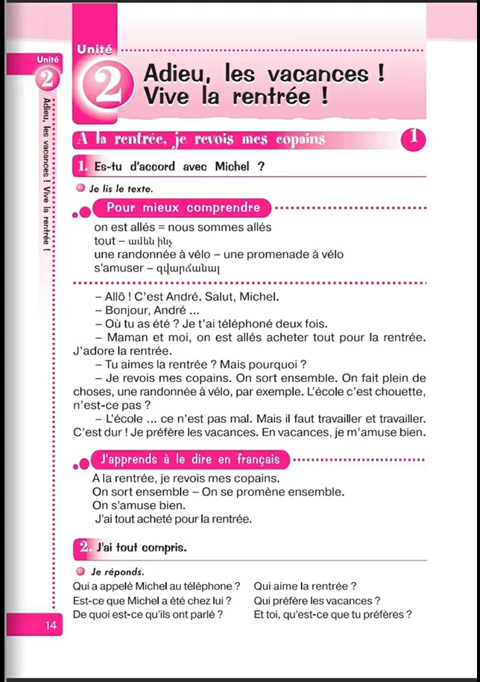 Unité
2
Adieu, les vacances ! Vive la rentrée !
Unité
2
Adieu, les vacances !
Vive la rentrée !
A la rentrée, je revois mes copains
1
1. Es-tu d'accord avec Michel ?
Je lis le texte.
Pour mieux comprendre
on est allés = nous sommes allés
tout – ամեն ինչ
une randonnée à vélo – une promenade à vélo
s'amuser – զվարճանալ
– Allô ! C'est André. Salut, Michel.
– Bonjour, André ...
– Où tu as été ? Je t'ai téléphoné deux fois.
– Maman et moi, on est allés acheter tout pour la rentrée.
J'adore la rentrée.
– Tu aimes la rentrée ? Mais pourquoi ?
– Je revois mes copains. On sort ensemble. On fait plein de
choses, une randonnée à vélo, par exemple. L'école c'est chouette,
n'est-ce pas ?
– L'école ... ce n'est pas mal. Mais il faut travailler et travailler.
C'est dur ! Je préfère les vacances. En vacances, je m'amuse bien.
J'apprends à le dire en français
A la rentrée, je revois mes copains.
On sort ensemble – On se promène ensemble.
On s'amuse bien.
J'ai tout acheté pour la rentrée.
2. J'ai tout compris.
Je réponds.
Qui a appelé Michel au téléphone ?
Est-ce que Michel a été chez lui ?
De quoi est-ce qu'ils ont parlé ?
Qui aime la rentrée ?
Qui préfère les vacances ?
Et toi, qu'est-ce que tu préfères ?
14